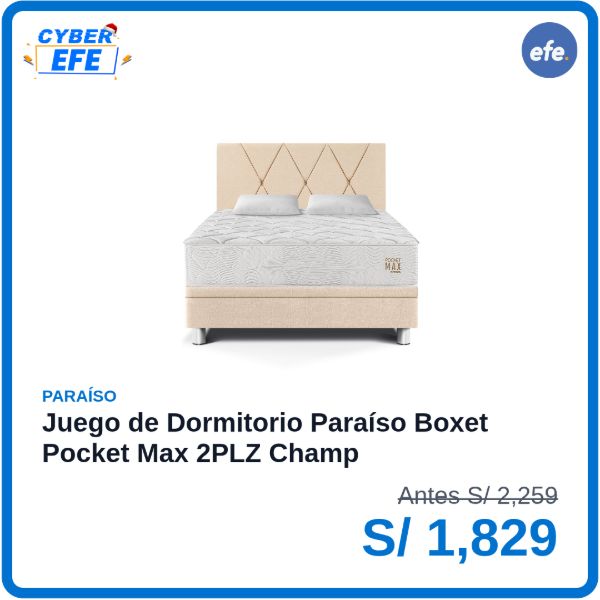 CYBER
EFE
efe.
POCKET
MAX
PARAÍSO
Juego de Dormitorio Paraíso Boxet
Pocket Max 2PLZ Champ
Antes S/ 2,259
S/ 1,829